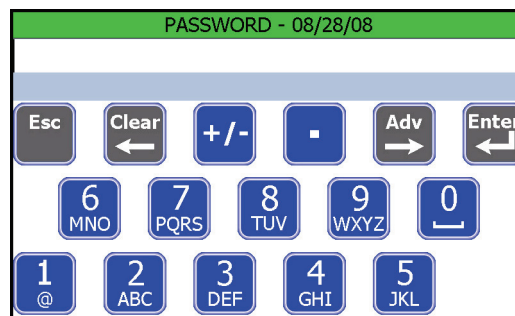 PASSWORD - 08/28/08
Esc Clear +/- . Adv Enter
6 7 8 9 0
MNO PQRS TUV WXYZ
1 2 3 4 5
@ ABC DEF GHI JKL